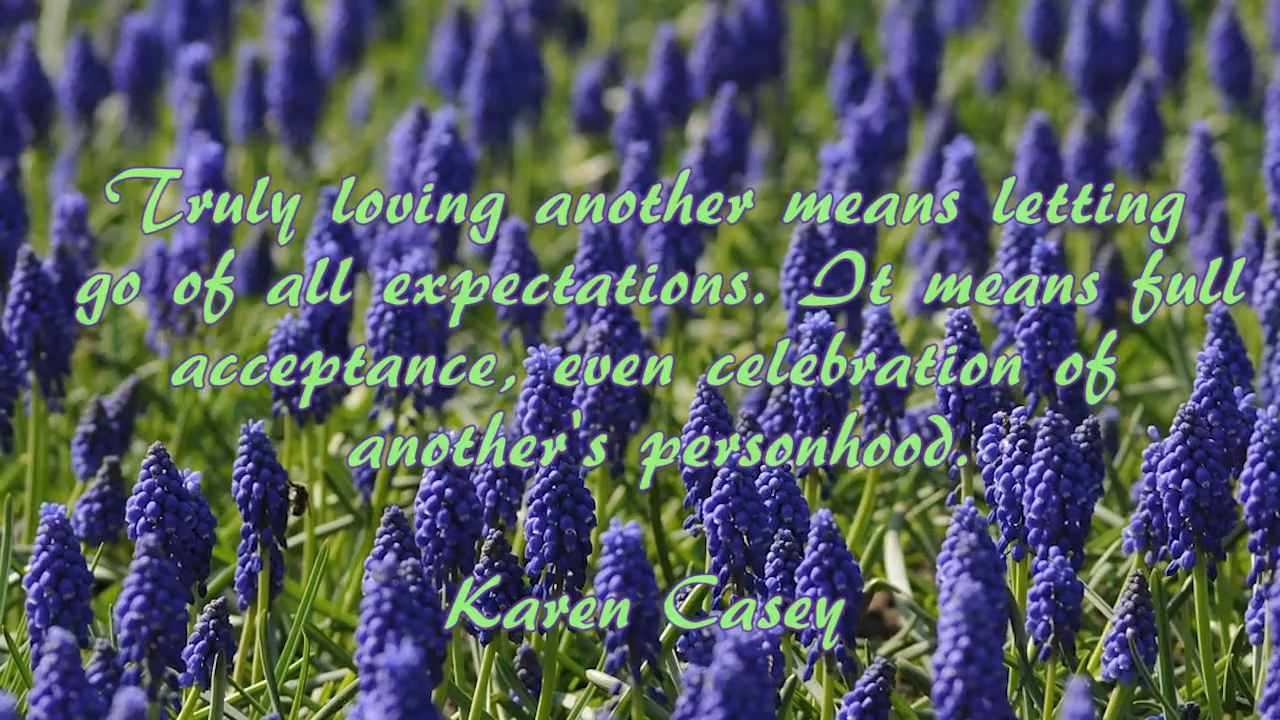 Truly loving another means letting
go of all expectations. It means full
acceptance, even celebration of
another's personhood.
Karen Casey